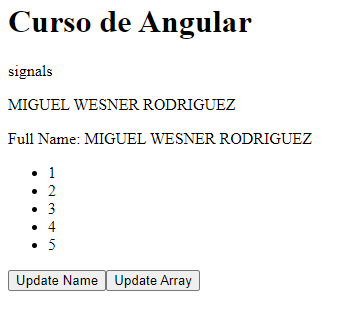 Curso de Angular
signals
MIGUEL WESNER RODRIGUEZ
Full Name: MIGUEL WESNER RODRIGUEZ
• 1
• 2
• 3
• 4
• 5
Update Name Update Array